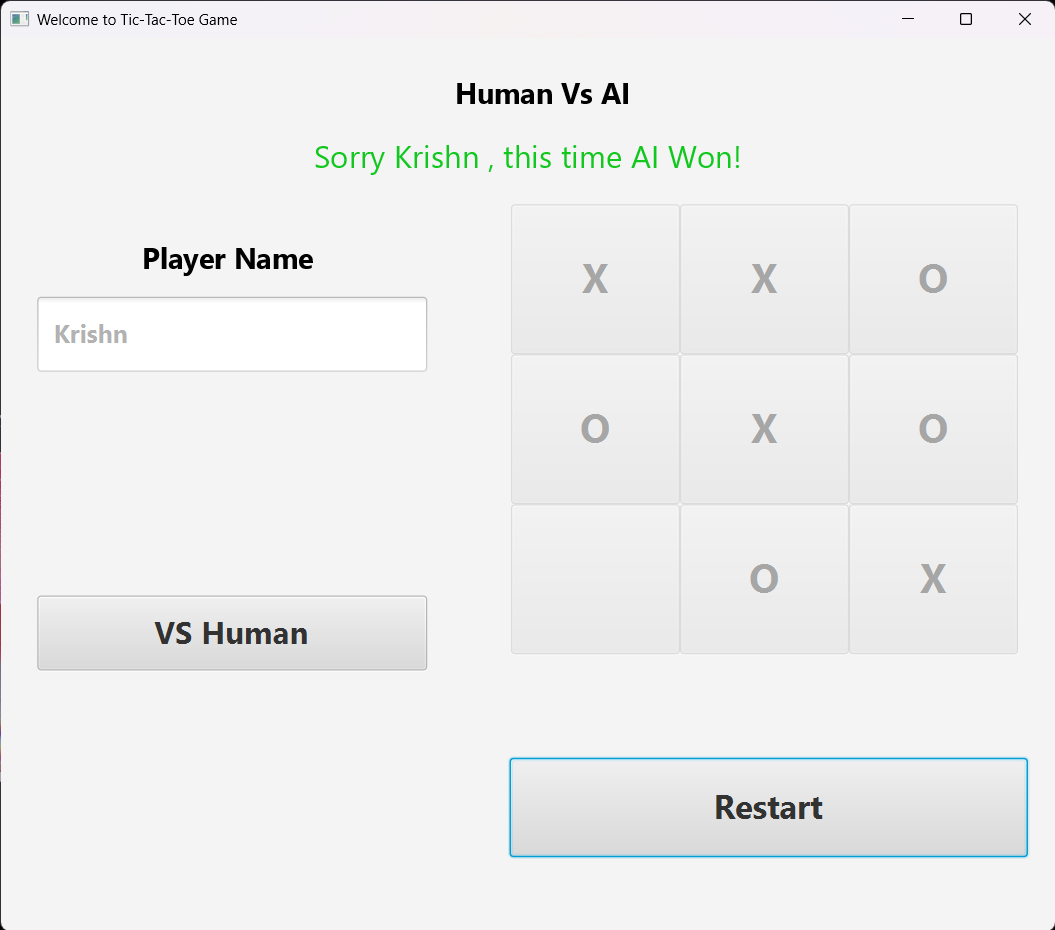 Welcome to Tic-Tac-Toe Game
Human Vs AI
Sorry Krishn , this time AI Won!
Player Name
Krishn
VS Human
X X O
O X O
O X
Restart